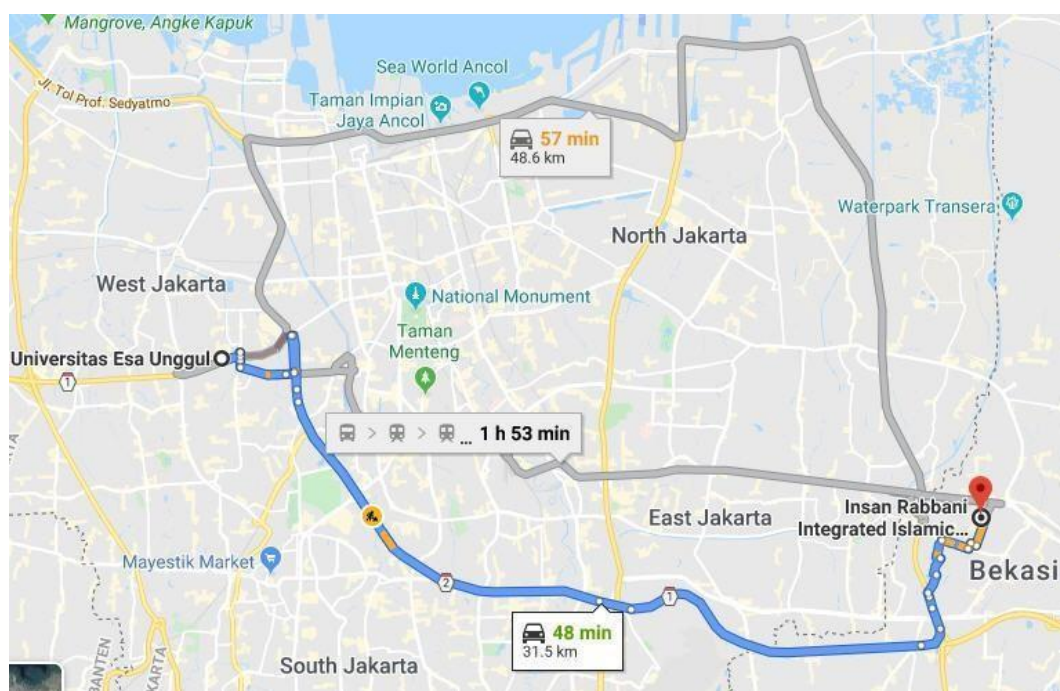 Mangrove, Angke Kapuk
Jl. Tol Prof. Sedyatmo
Sea World Ancol
Taman Impian
Jaya Ancol
57 min
48.6 km
Waterpark Transera
North Jakarta
West Jakarta
National Monument
Taman
Menteng
Universitas Esa Unggul
1
> > ... 1 h 53 min
Insan Rabbani
Integrated Islamic...
East Jakarta
Mayestik Market
Bekasi
2
1
48 min
31.5 km
South Jakarta
BANTEN
JAKARTA